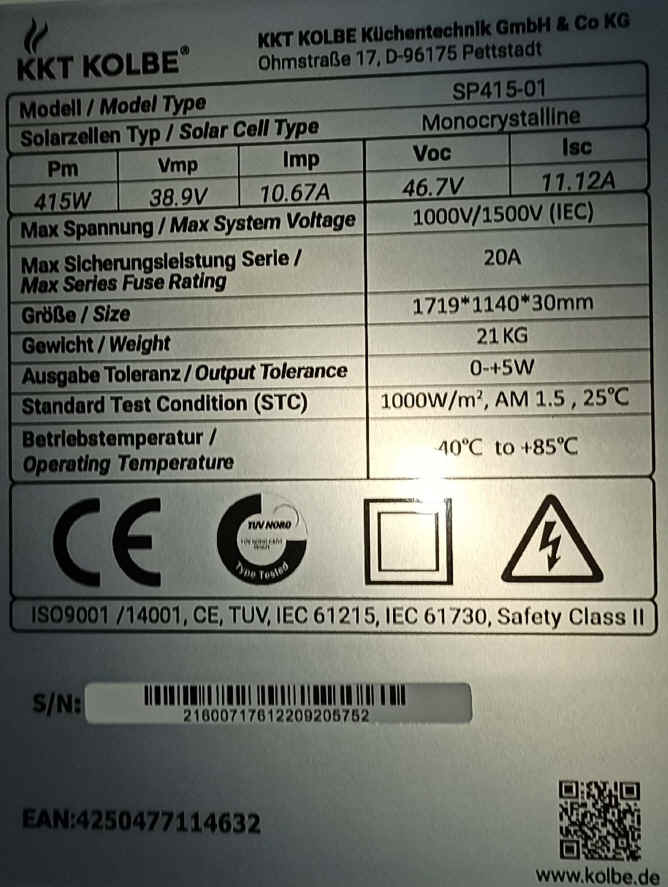 KKT KOLBE®
KKT KOLBE Küchentechnik GmbH & Co KG
Ohmstraße 17, D-96175 Pettstadt
Modell / Model Type SP415-01
Solarzellen Typ / Solar Cell Type Monocrystalline
Pm Vmp Imp Voc Isc
415W 38.9V 10.67A 46.7V 11.12A
Max Spannung / Max System Voltage 1000V/1500V (IEC)
Max Sicherungsleistung Serie / 20A
Max Series Fuse Rating
Größe / Size 1719*1140*30mm
Gewicht / Weight 21KG
Ausgabe Toleranz / Output Tolerance 0-+5W
Standard Test Condition (STC) 1000W/m², AM 1.5 , 25℃
Betriebstemperatur / -40℃ to +85℃
Operating Temperature
CE
TUV NORD
Type Tested
ISO9001 /14001, CE, TUV, IEC 61215, IEC 61730, Safety Class II
S/N:
21600717612209205752
EAN:4250477114632
www.kolbe.de